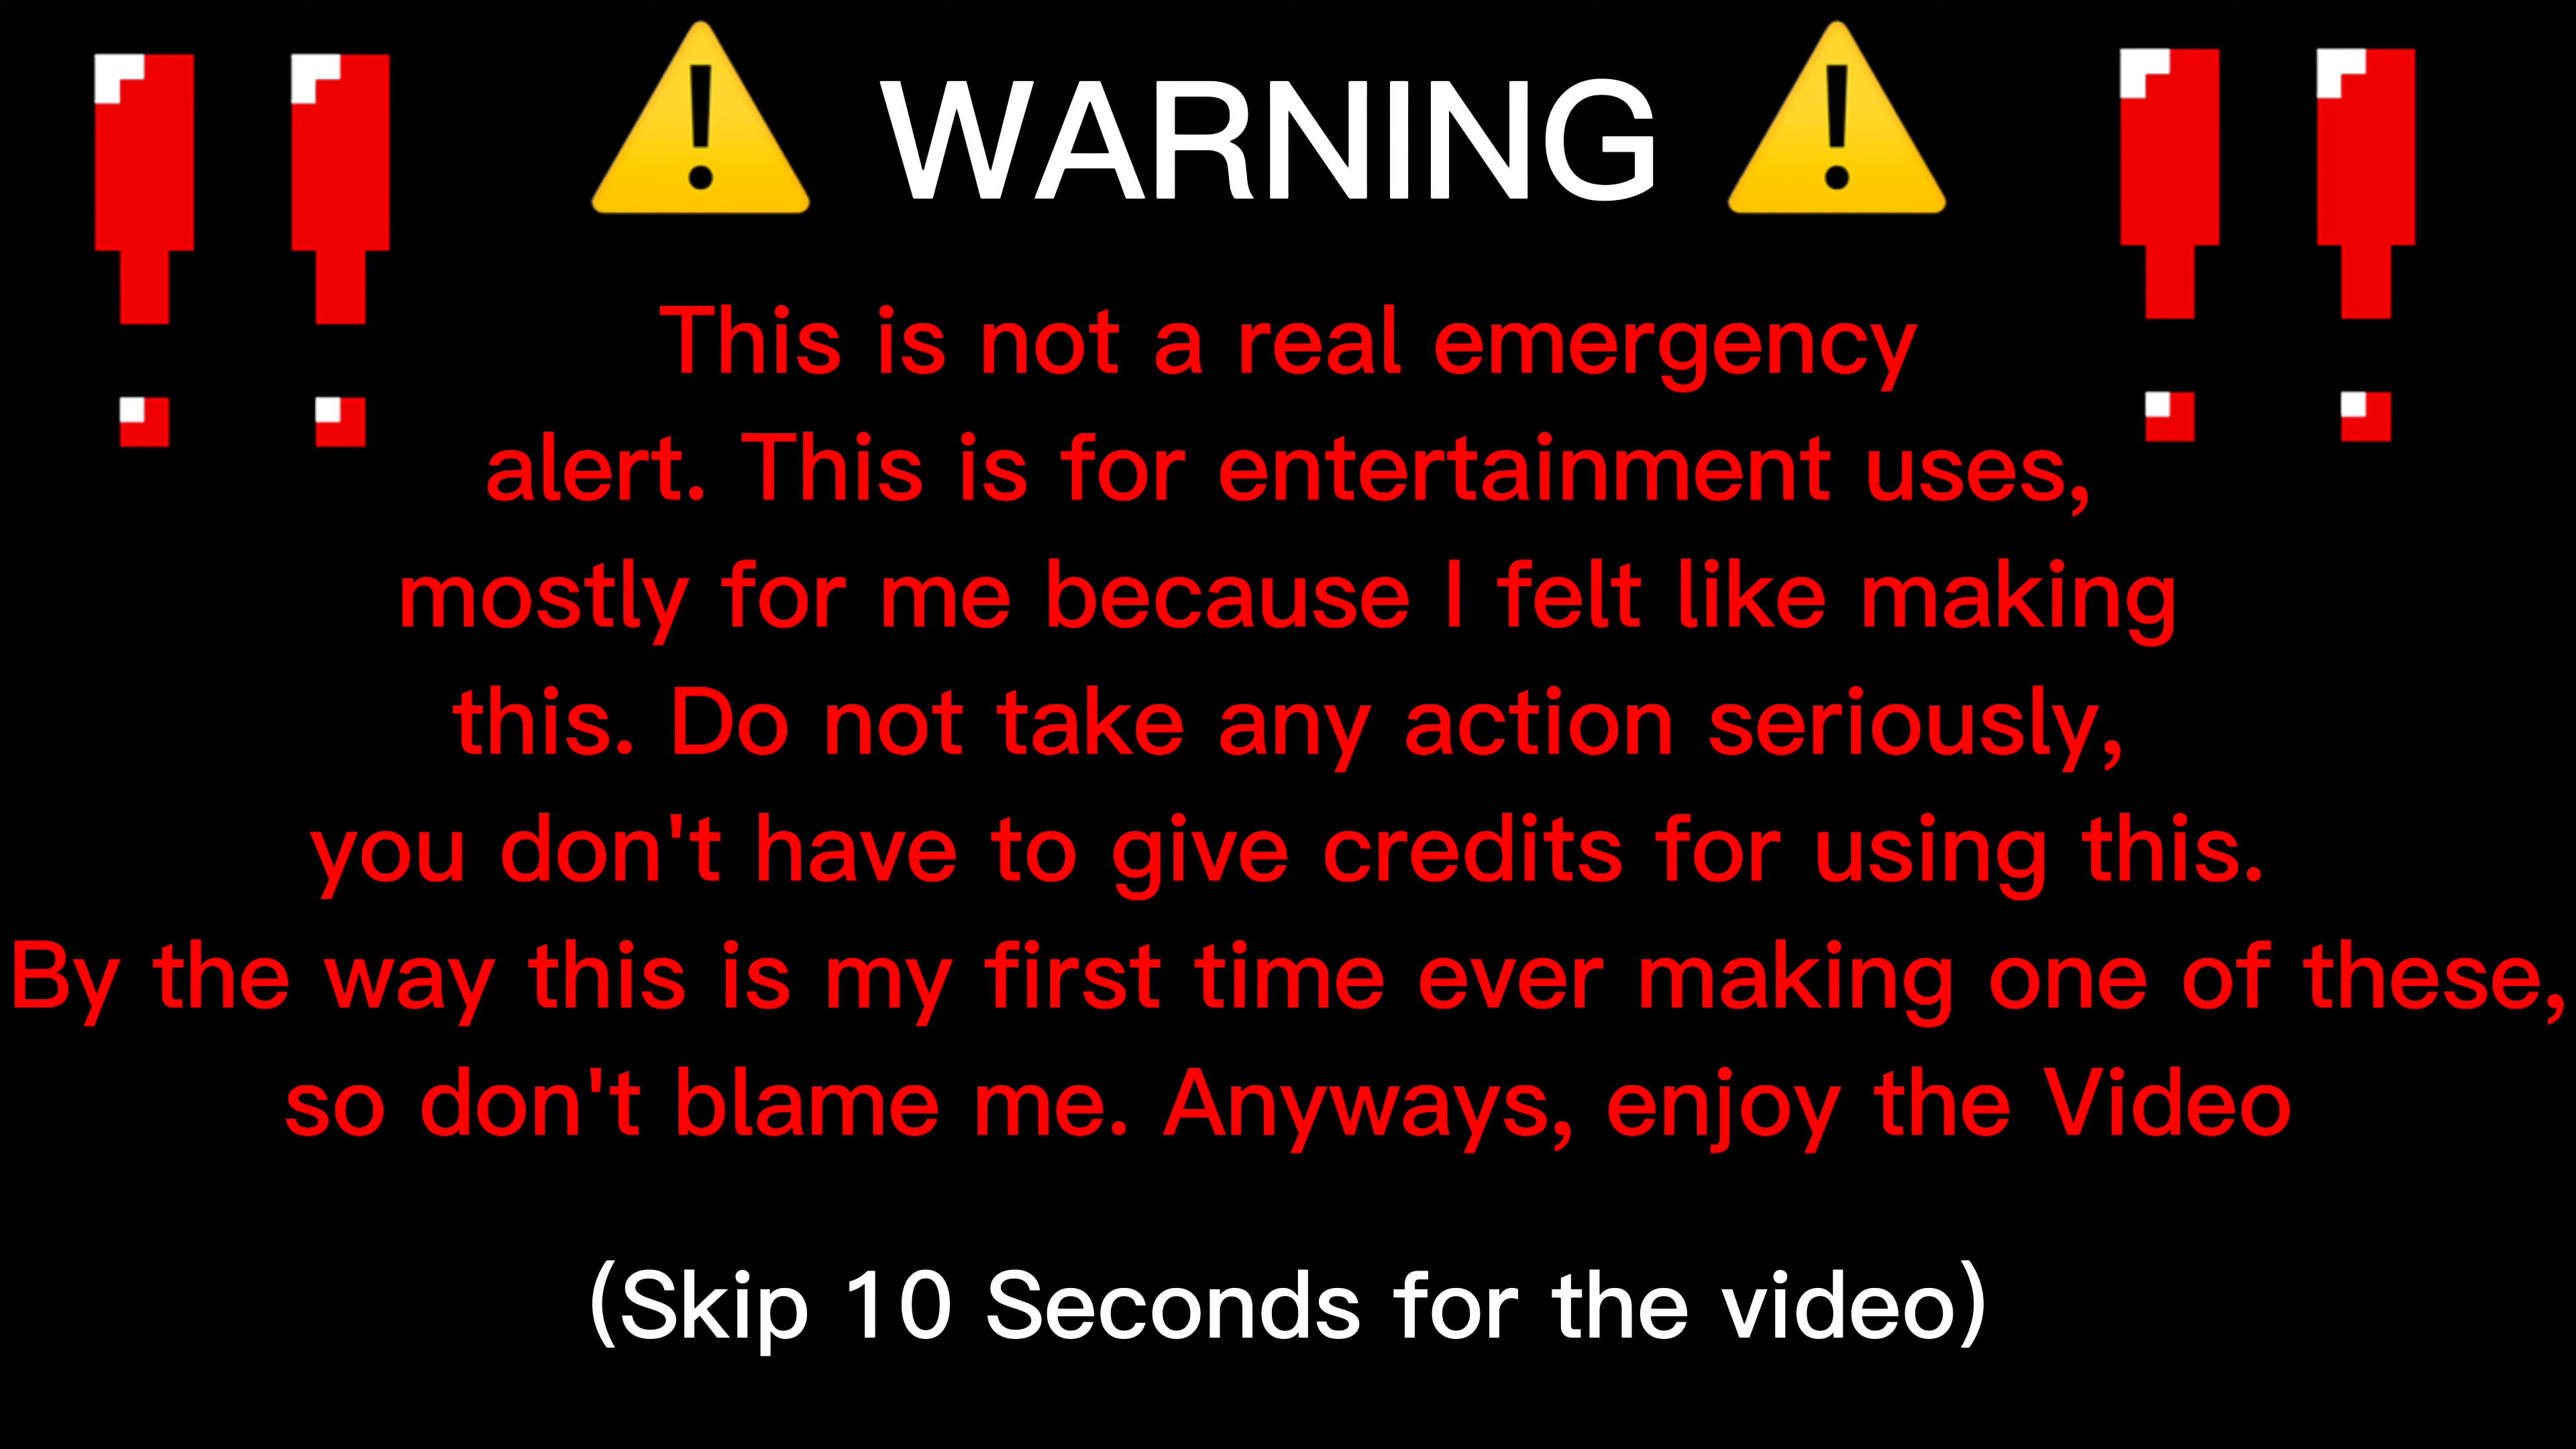 ⚠️ WARNING ⚠️
This is not a real emergency
alert. This is for entertainment uses,
mostly for me because I felt like making
this. Do not take any action seriously,
you don't have to give credits for using this.
By the way this is my first time ever making one of these,
so don't blame me. Anyways, enjoy the Video
(Skip 10 Seconds for the video)